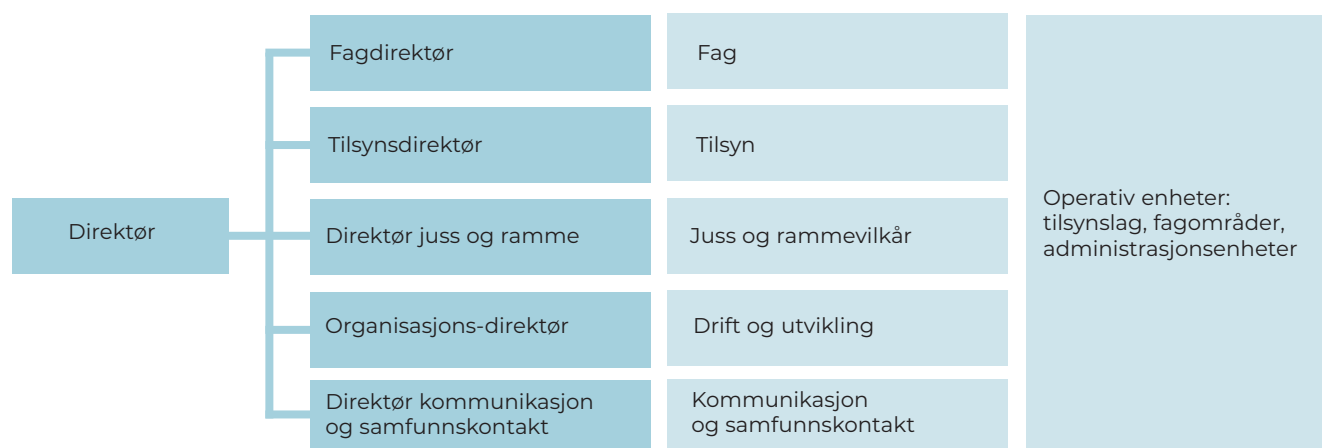 Direktør
Fagdirektør
Fag
Tilsynsdirektør
Tilsyn
Direktør juss og ramme
Juss og rammevilkår
Organisasjons-direktør
Drift og utvikling
Direktør kommunikasjon
og samfunnskontakt
Kommunikasjon
og samfunnskontakt
Operativ enheter:
tilsynslag, fagområder,
administrasjonsenheter